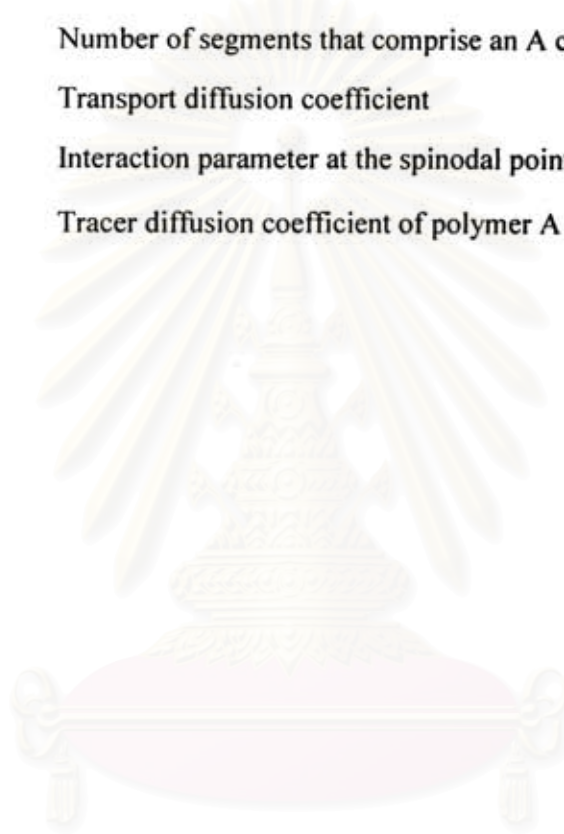 Number of segments that comprise an A
Transport diffusion coefficient
Interaction parameter at the spinodal
Tracer diffusion coefficient of polymer A